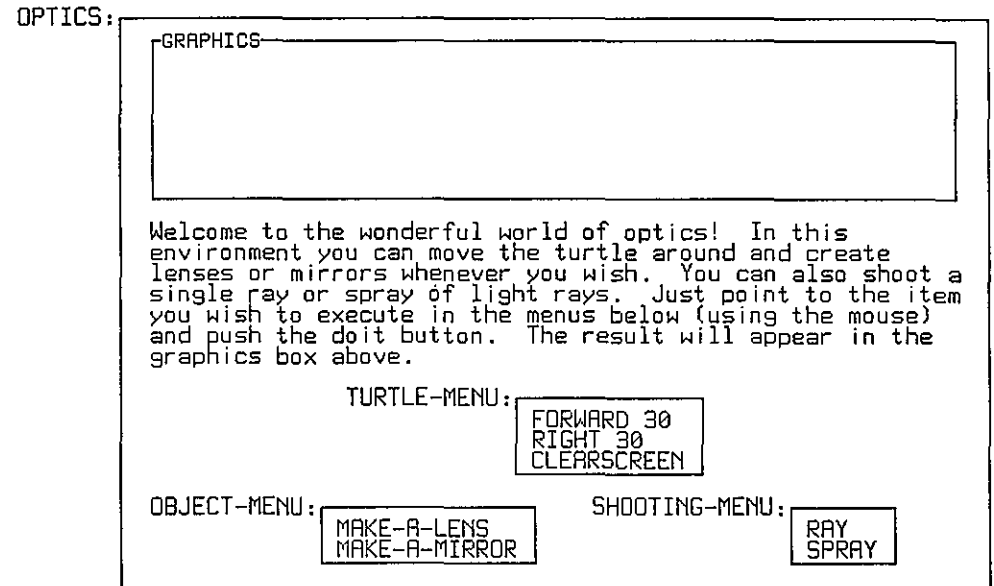 OPTICS:
GRAPHICS
Welcome to the wonderful world of optics! In this
environment you can move the turtle around and create
lenses or mirrors whenever you wish. You can also shoot a
single ray or spray of light rays. Just point to the item
you wish to execute in the menus below (using the mouse)
and push the doit button. The result will appear in the
graphics box above.
TURTLE-MENU:
FORWARD 30
RIGHT 30
CLEARSCREEN
OBJECT-MENU:
MAKE-A-LENS
MAKE-A-MIRROR
SHOOTING-MENU:
RAY
SPRAY